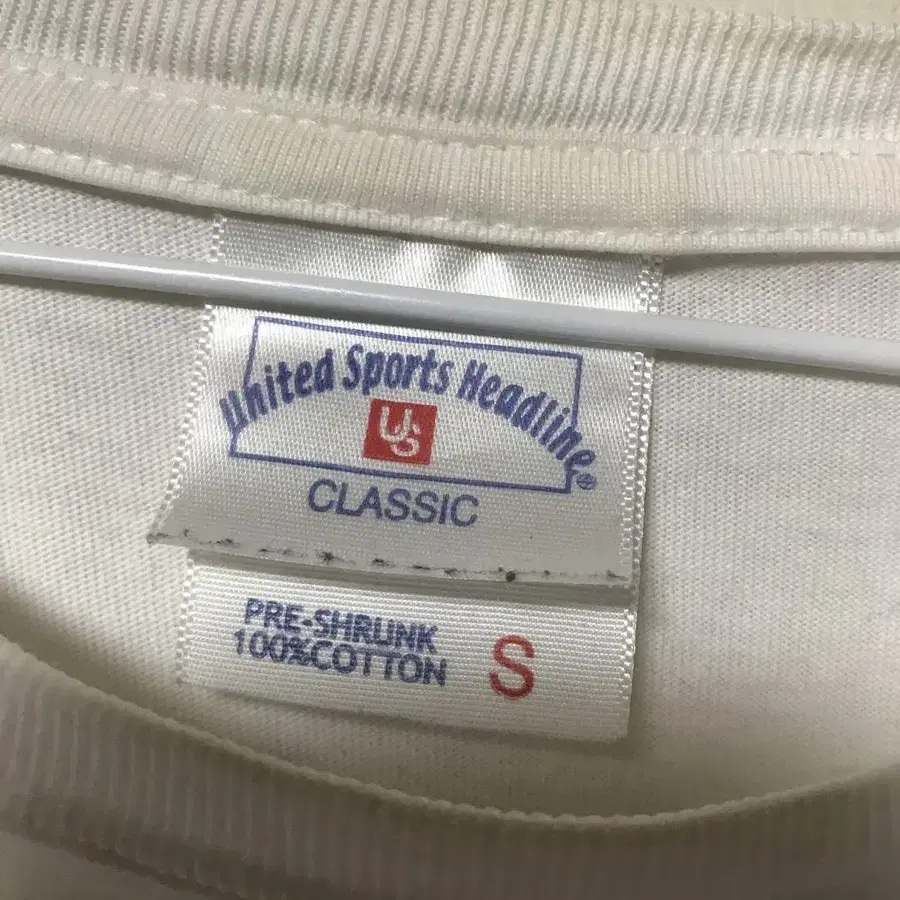 United Sports Headline®
US
CLASSIC
PRE-SHRUNK
100%COTTON
S